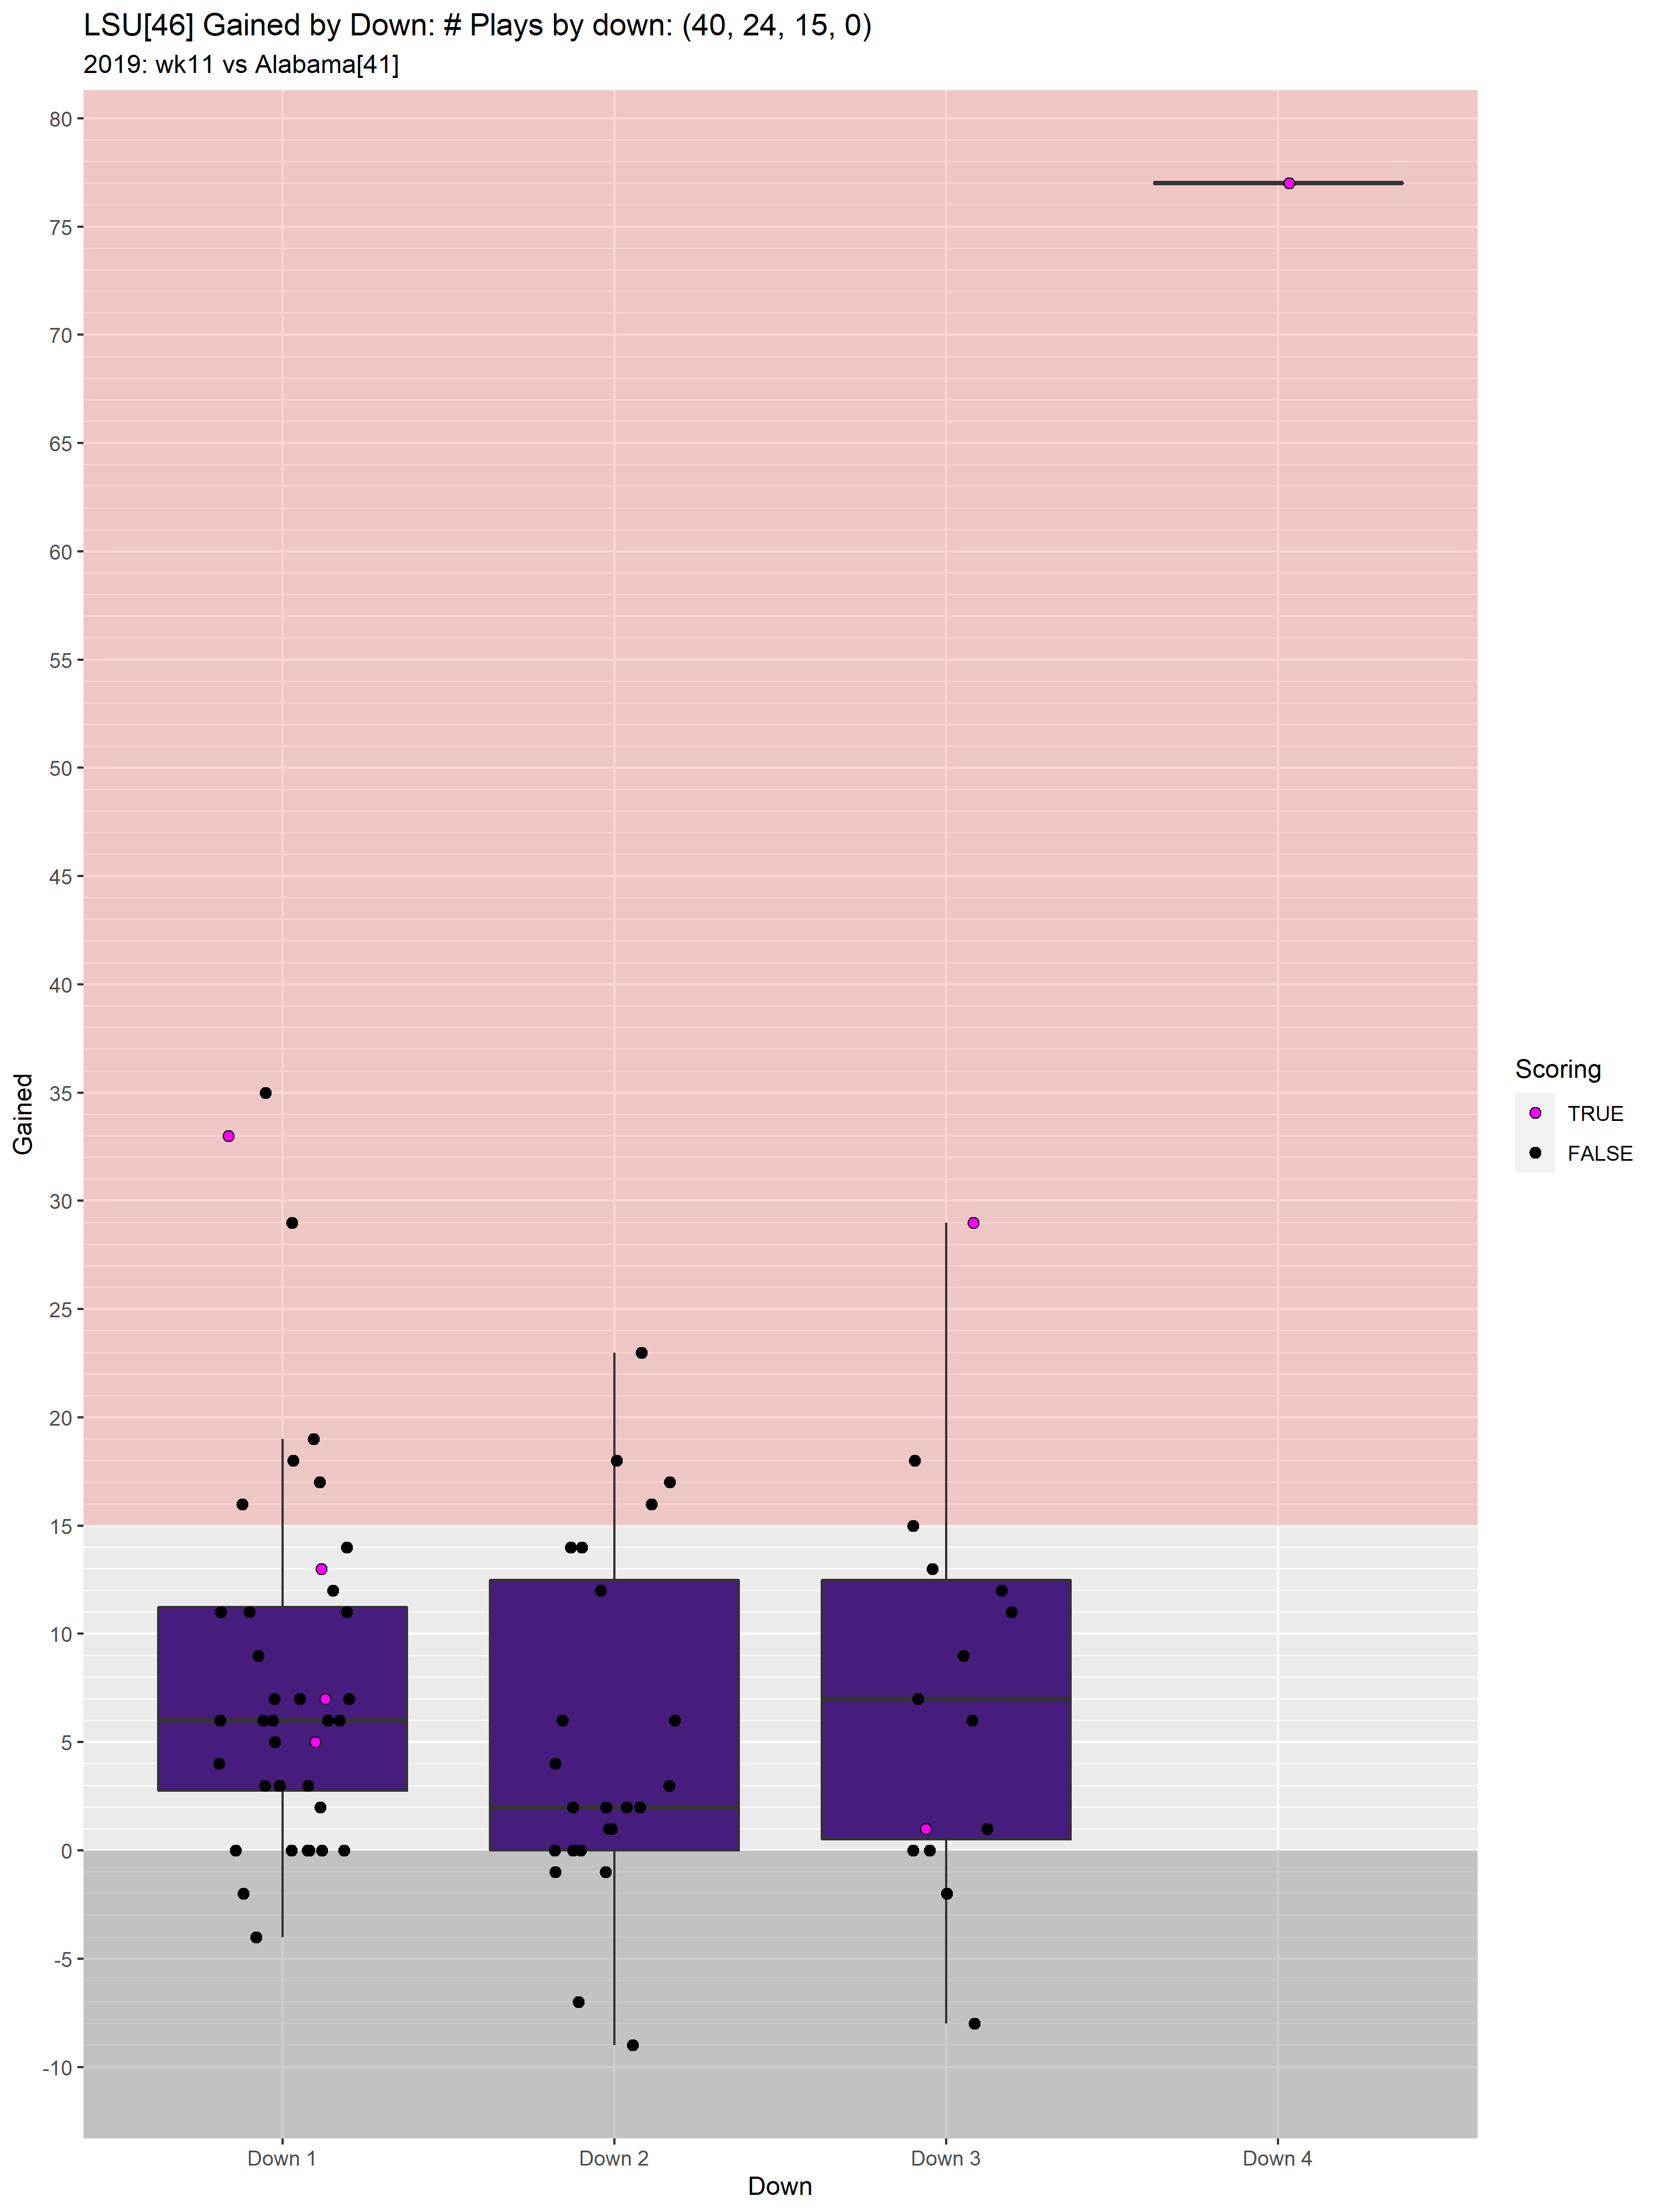 LSU[46] Gained by Down: # Plays by down: (40, 24, 15, 0)
2019: wk11 vs Alabama[41]
80
75
70
65
60
55
50
45
40
35
30
25
20
15
10
5
0
-5
-10
Gained
Down 1 Down 2 Down 3 Down 4
Down
Scoring
TRUE
FALSE